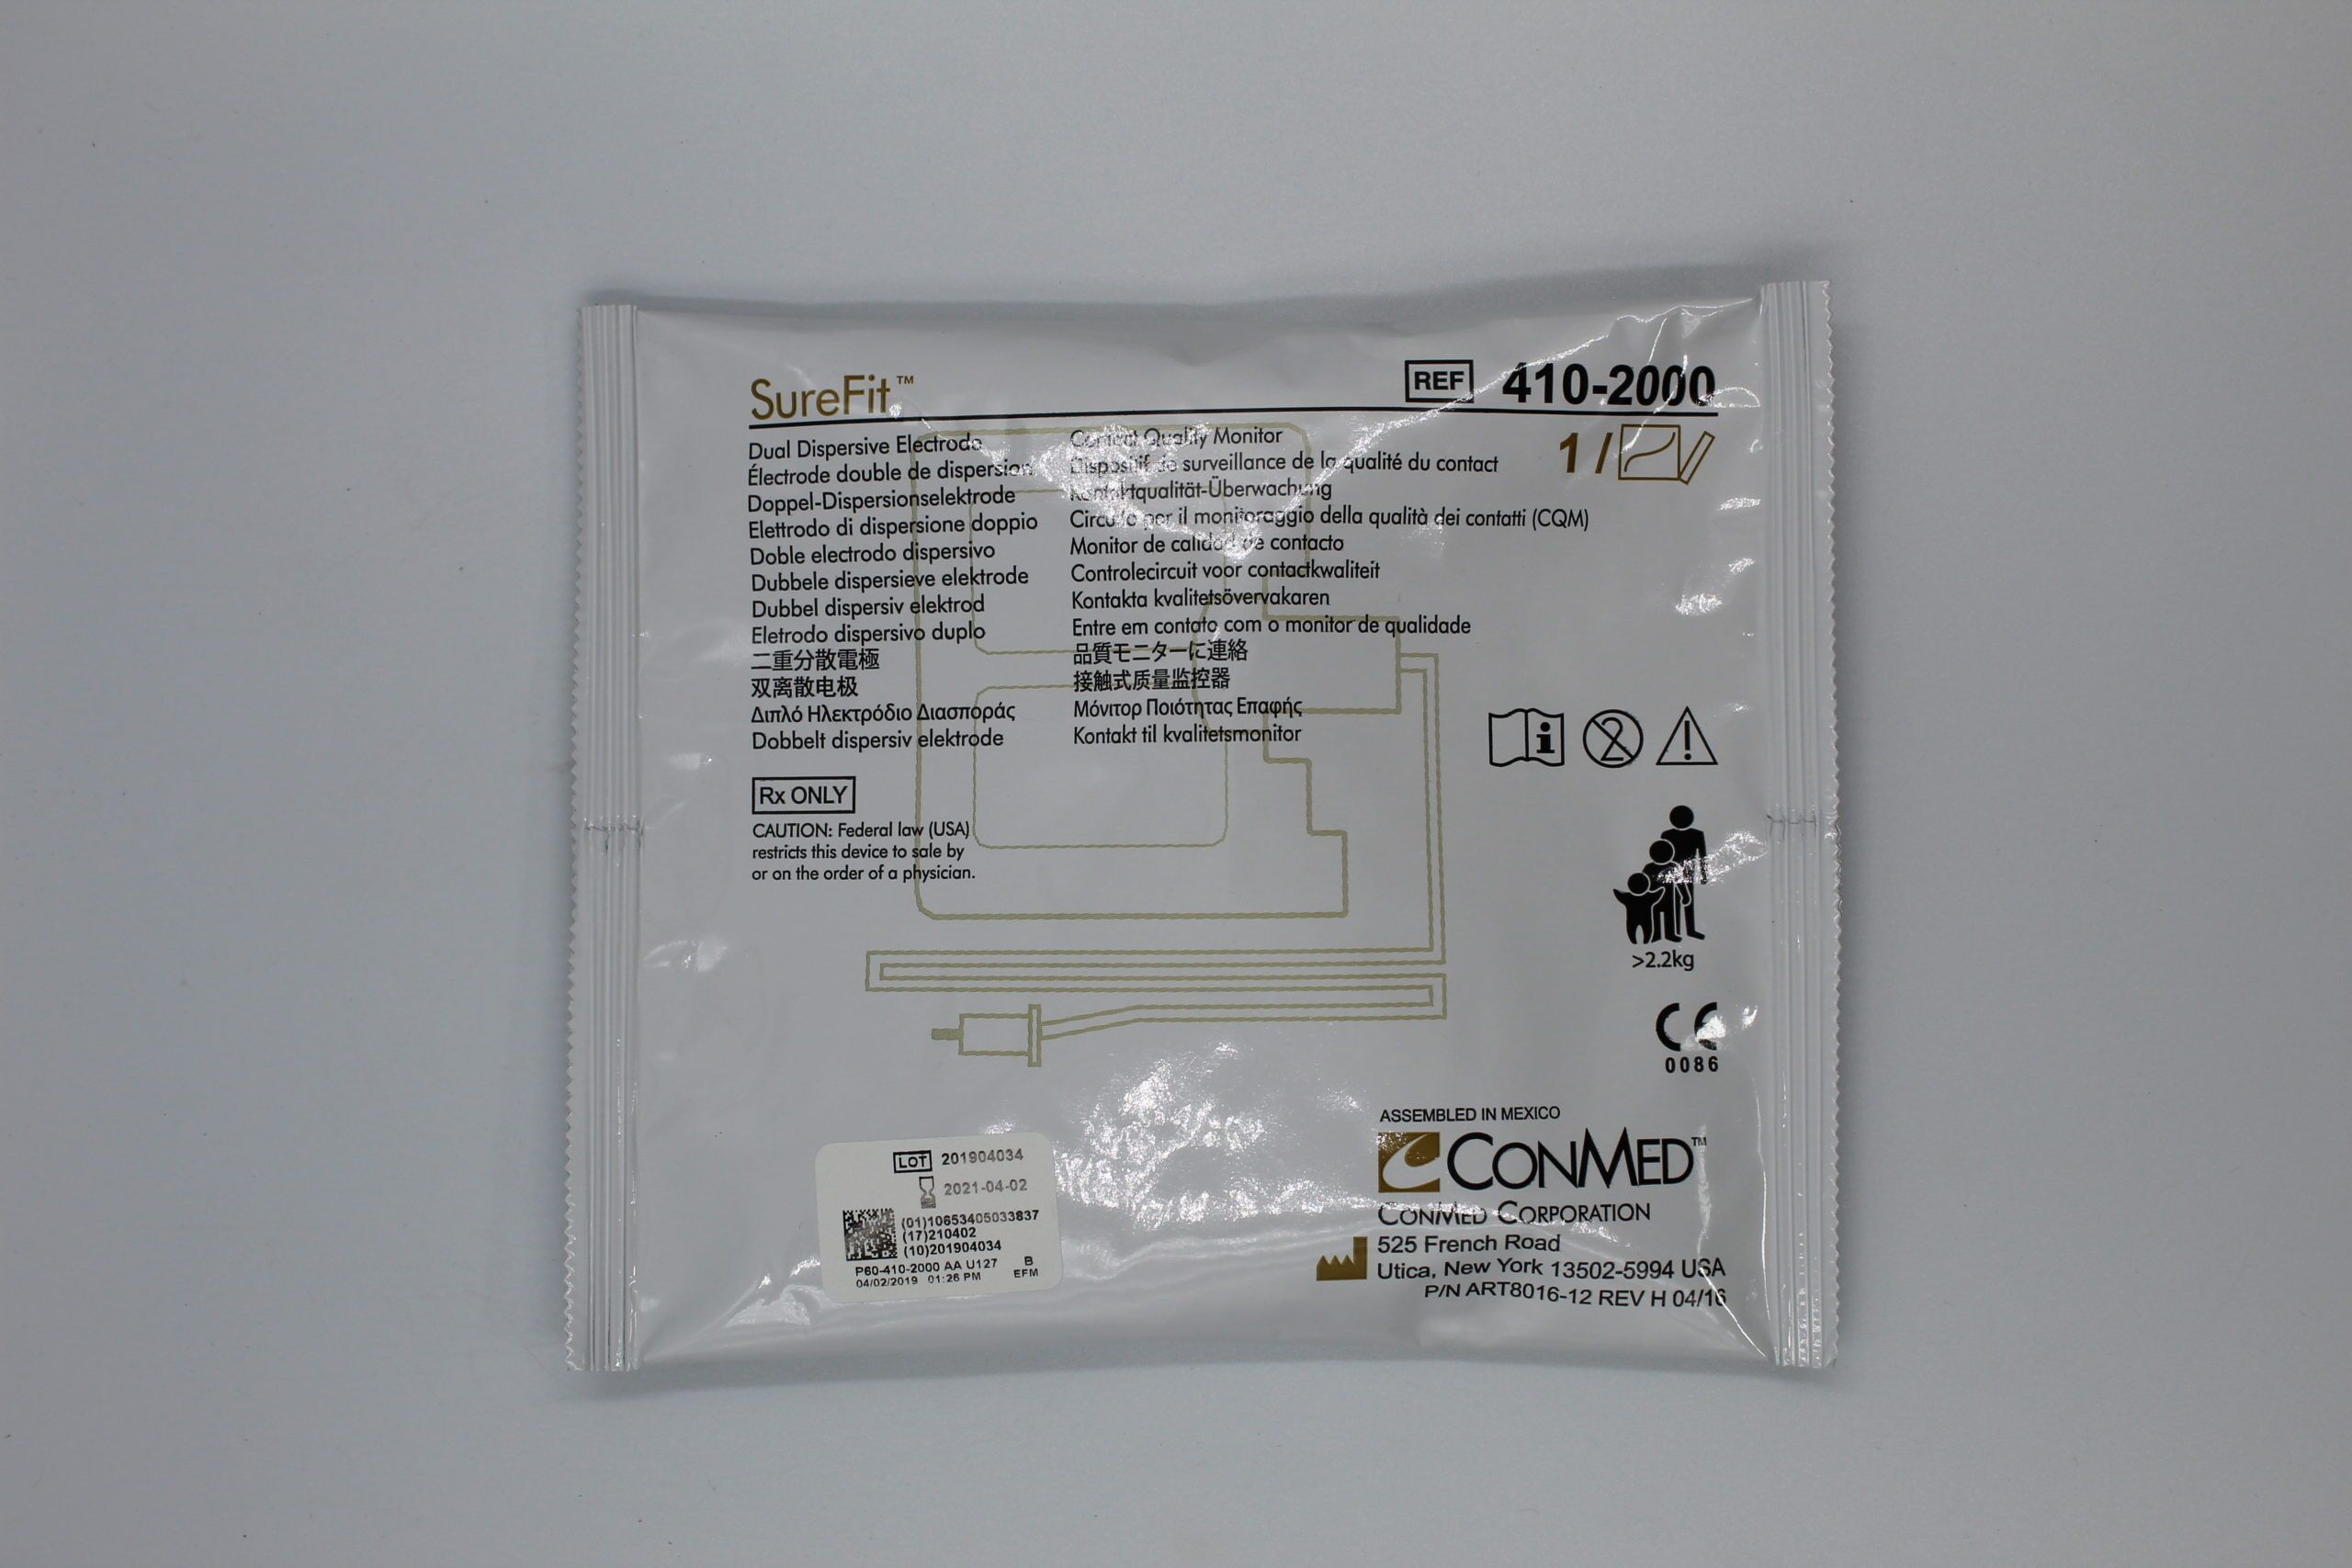 SureFit™
REF 410-2000
1 /
Dual Dispersive Electrode
Électrode double de dispersion
Doppel-Dispersionselektrode
Elettrodo di dispersione doppio
Doble electrodo dispersivo
Dubbele dispersieve elektrode
Dubbel dispersiv elektrod
Eletrodo dispersivo duplo
二重分散電極
双离散电极
Διπλό Ηλεκτρόδιο Διασποράς
Dobbelt dispersiv elektrode
Contact Quality Monitor
Dispositif de surveillance de la qualité du contact
Kontaktqualität-Überwachung
Circuito per il monitoraggio della qualità dei contatti (CQM)
Monitor de calidad de contacto
Controlecircuit voor contactkwaliteit
Kontakta kvalitetsövervakaren
Entre em contato com o monitor de qualidade
品質モニターに連絡
接触式质量监控器
Μόνιτορ Ποιότητας Επαφής
Kontakt til kvalitetsmonitor
Rx ONLY
CAUTION: Federal law (USA)
restricts this device to sale by
or on the order of a physician.
2
>2.2kg
CE
0086
LOT 201904034
2021-04-02
(01)10653405033837
(17)210402
(10)201904034
P60-410-2000 AA U127 B
04/02/2019 01:26 PM EFM
ASSEMBLED IN MEXICO
CONMED™
CONMED CORPORATION
525 French Road
Utica, New York 13502-5994 USA
P/N ART8016-12 REV H 04/16